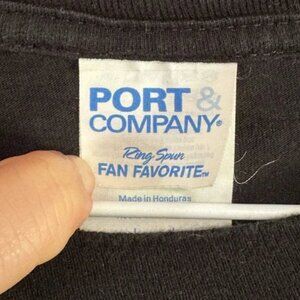 PORT &
COMPANY®
Ring Spun
FAN FAVORITE™
Made in Honduras